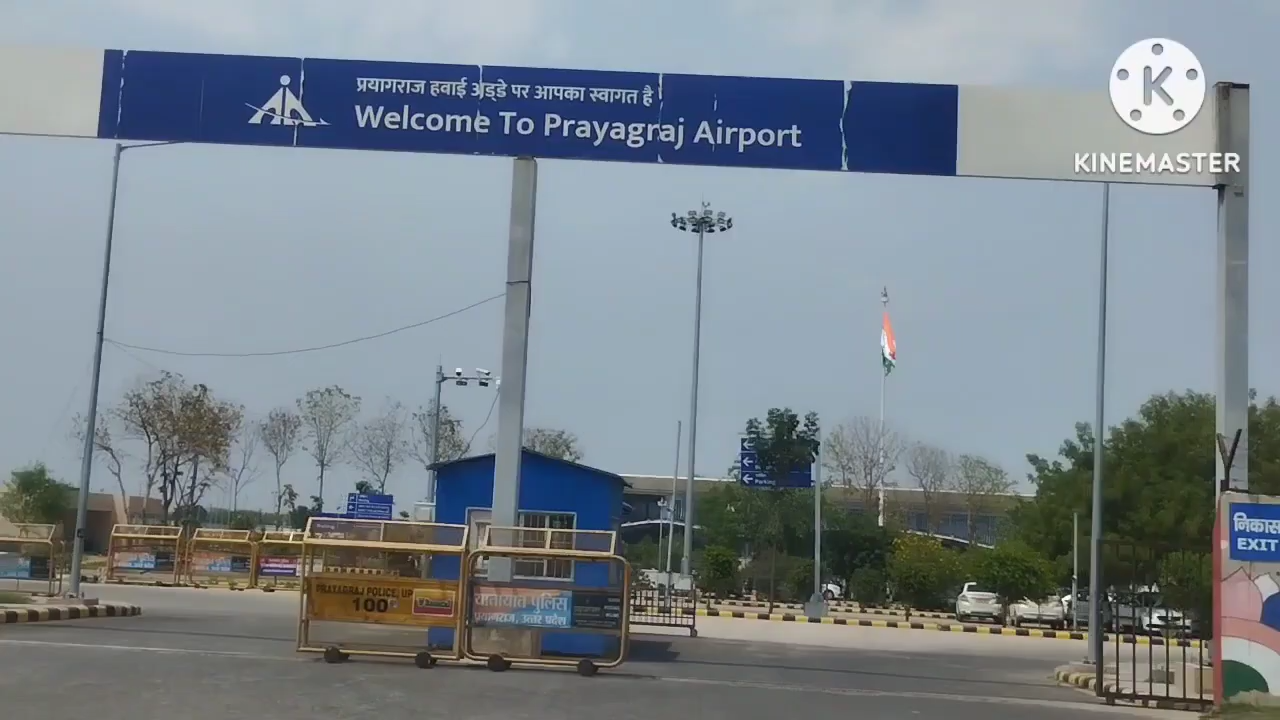 प्रयागराज हवाई अड्डे पर आपका स्वागत है
Welcome To Prayagraj Airport
K
KINEMASTER
Parking
निकास
EXIT
PRAYAGRAJ POLICE, UP
100
यातायात पुलिस
प्रयागराज, उत्तर प्रदेश